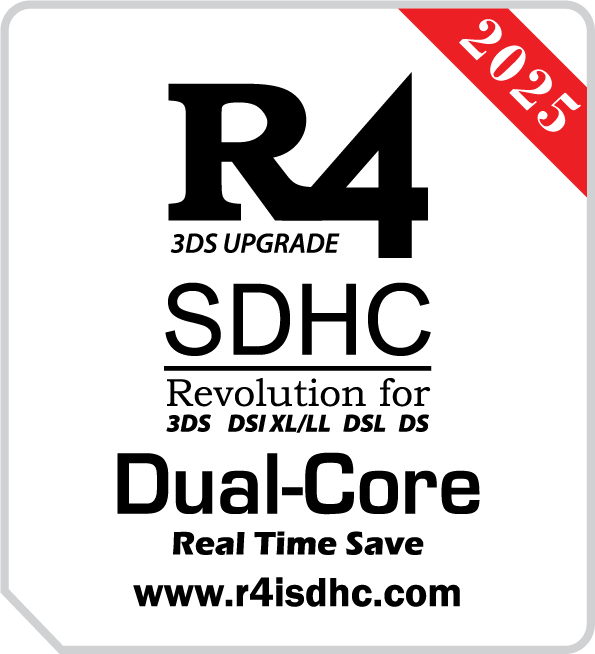 2025
R4
3DS UPGRADE
SDHC
Revolution for
3DS DSI XL/LL DSL DS
Dual-Core
Real Time Save
www.r4isdhc.com